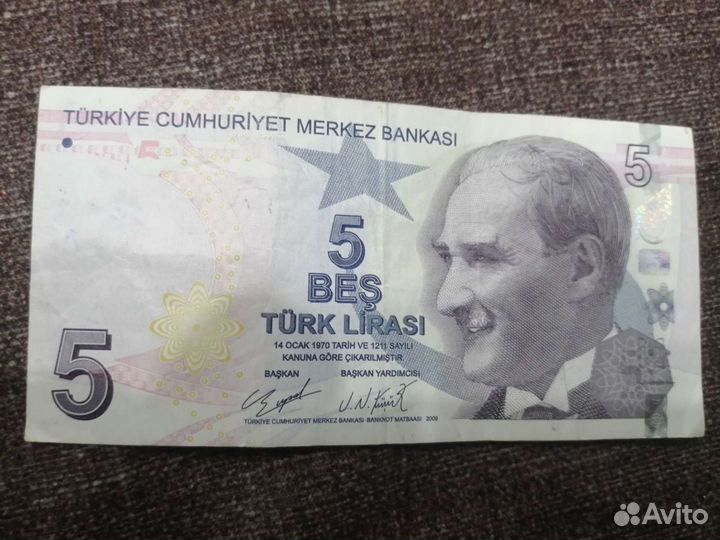 TÜRKİYE CUMHURİYET MERKEZ BANKASI
5
5
5
BEŞ
TÜRK LİRASI
14 OCAK 1970 TARİH VE 1211 SAYILI
KANUNA GÖRE ÇIKARILMIŞTIR.
BAŞKAN BAŞKAN YARDIMCISI
5
TÜRKİYE CUMHURİYET MERKEZ BANKASI-BANKNOT MATBAASI 2009
Avito